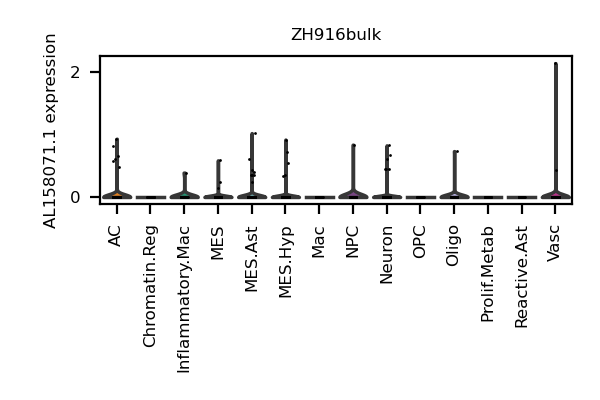 ZH916bulk
AL158071.1 expression
2
0
AC
Chromatin.Reg
Inflammatory.Mac
MES
MES.Ast
MES.Hyp
Mac
NPC
Neuron
OPC
Oligo
Prolif.Metab
Reactive.Ast
Vasc